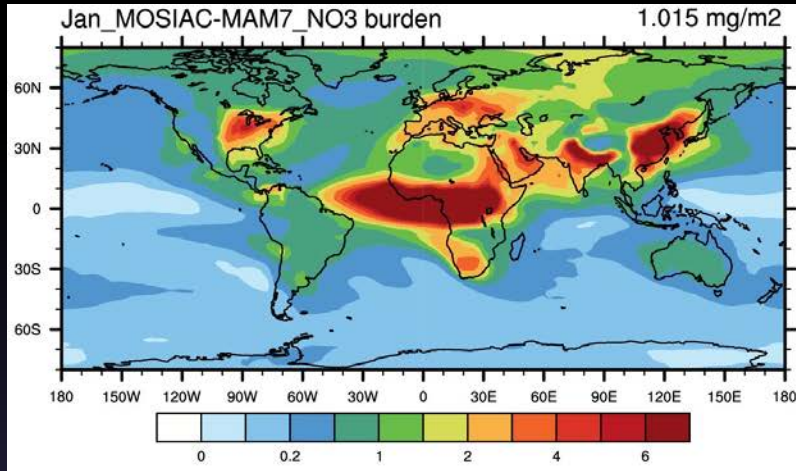 Jan_MOSIAC-MAM7_NO3 burden 1.015 mg/m2
60N
30N
0
30S
60S
180 150W 120W 90W 60W 30W 0 30E 60E 90E 120E 150E 180
0 0.2 1 2 4 6